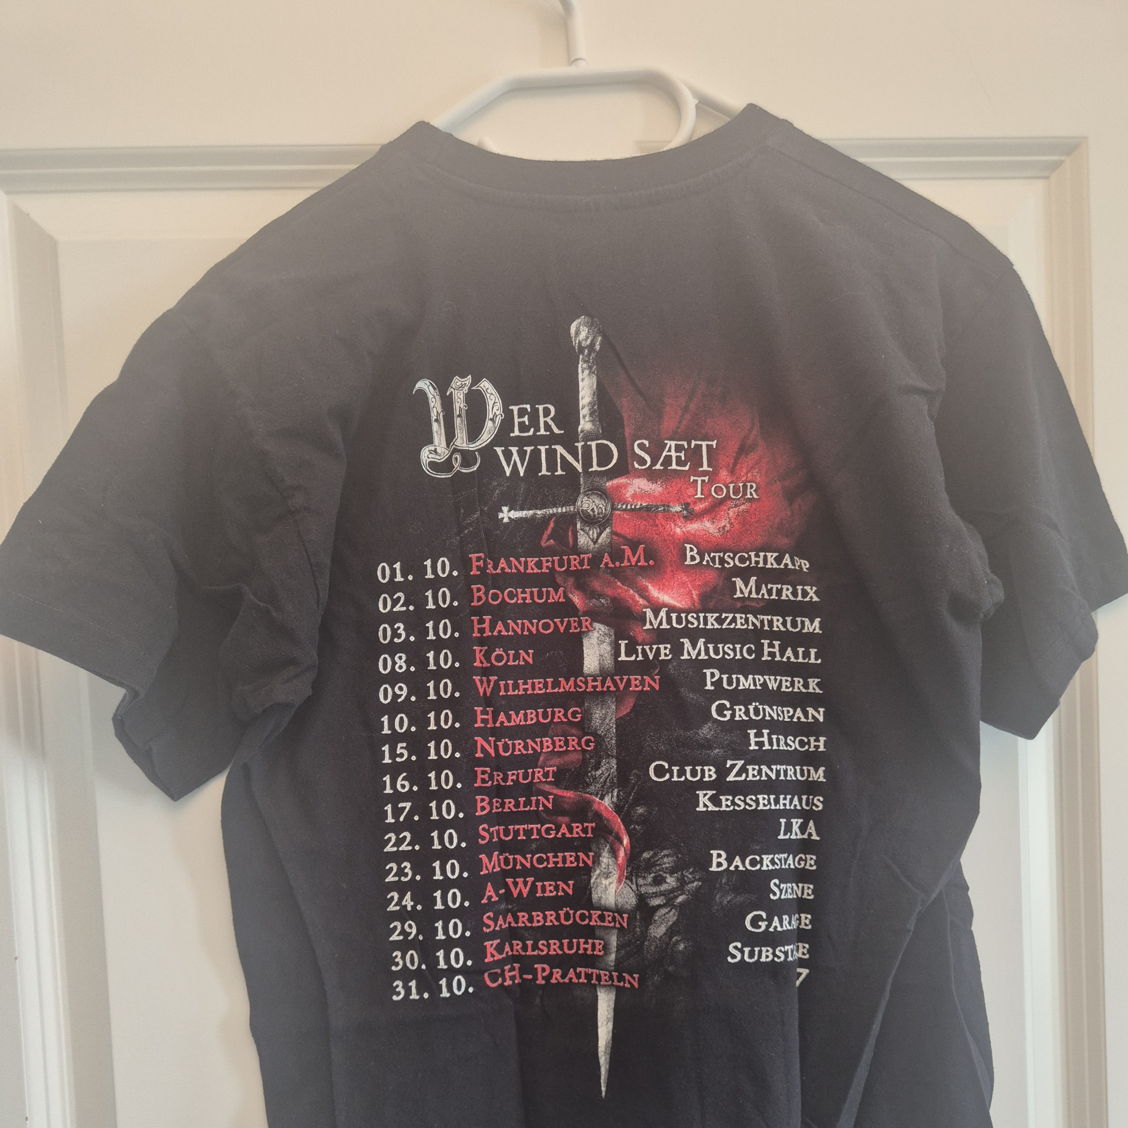 WER
WIND SÆT
TOUR
01. 10. FRANKFURT A.M. BATSCHKAPP
02. 10. BOCHUM MATRIX
03. 10. HANNOVER MUSIKZENTRUM
08. 10. KÖLN LIVE MUSIC HALL
09. 10. WILHELMSHAVEN PUMPWERK
10. 10. HAMBURG GRÜNSPAN
15. 10. NÜRNBERG HIRSCH
16. 10. ERFURT CLUB ZENTRUM
17. 10. BERLIN KESSELHAUS
22. 10. STUTTGART LKA
23. 10. MÜNCHEN BACKSTAGE
24. 10. A-WIEN SZENE
29. 10. SAARBRÜCKEN GARAGE
30. 10. KARLSRUHE
31. 10. CH-PRATTELN